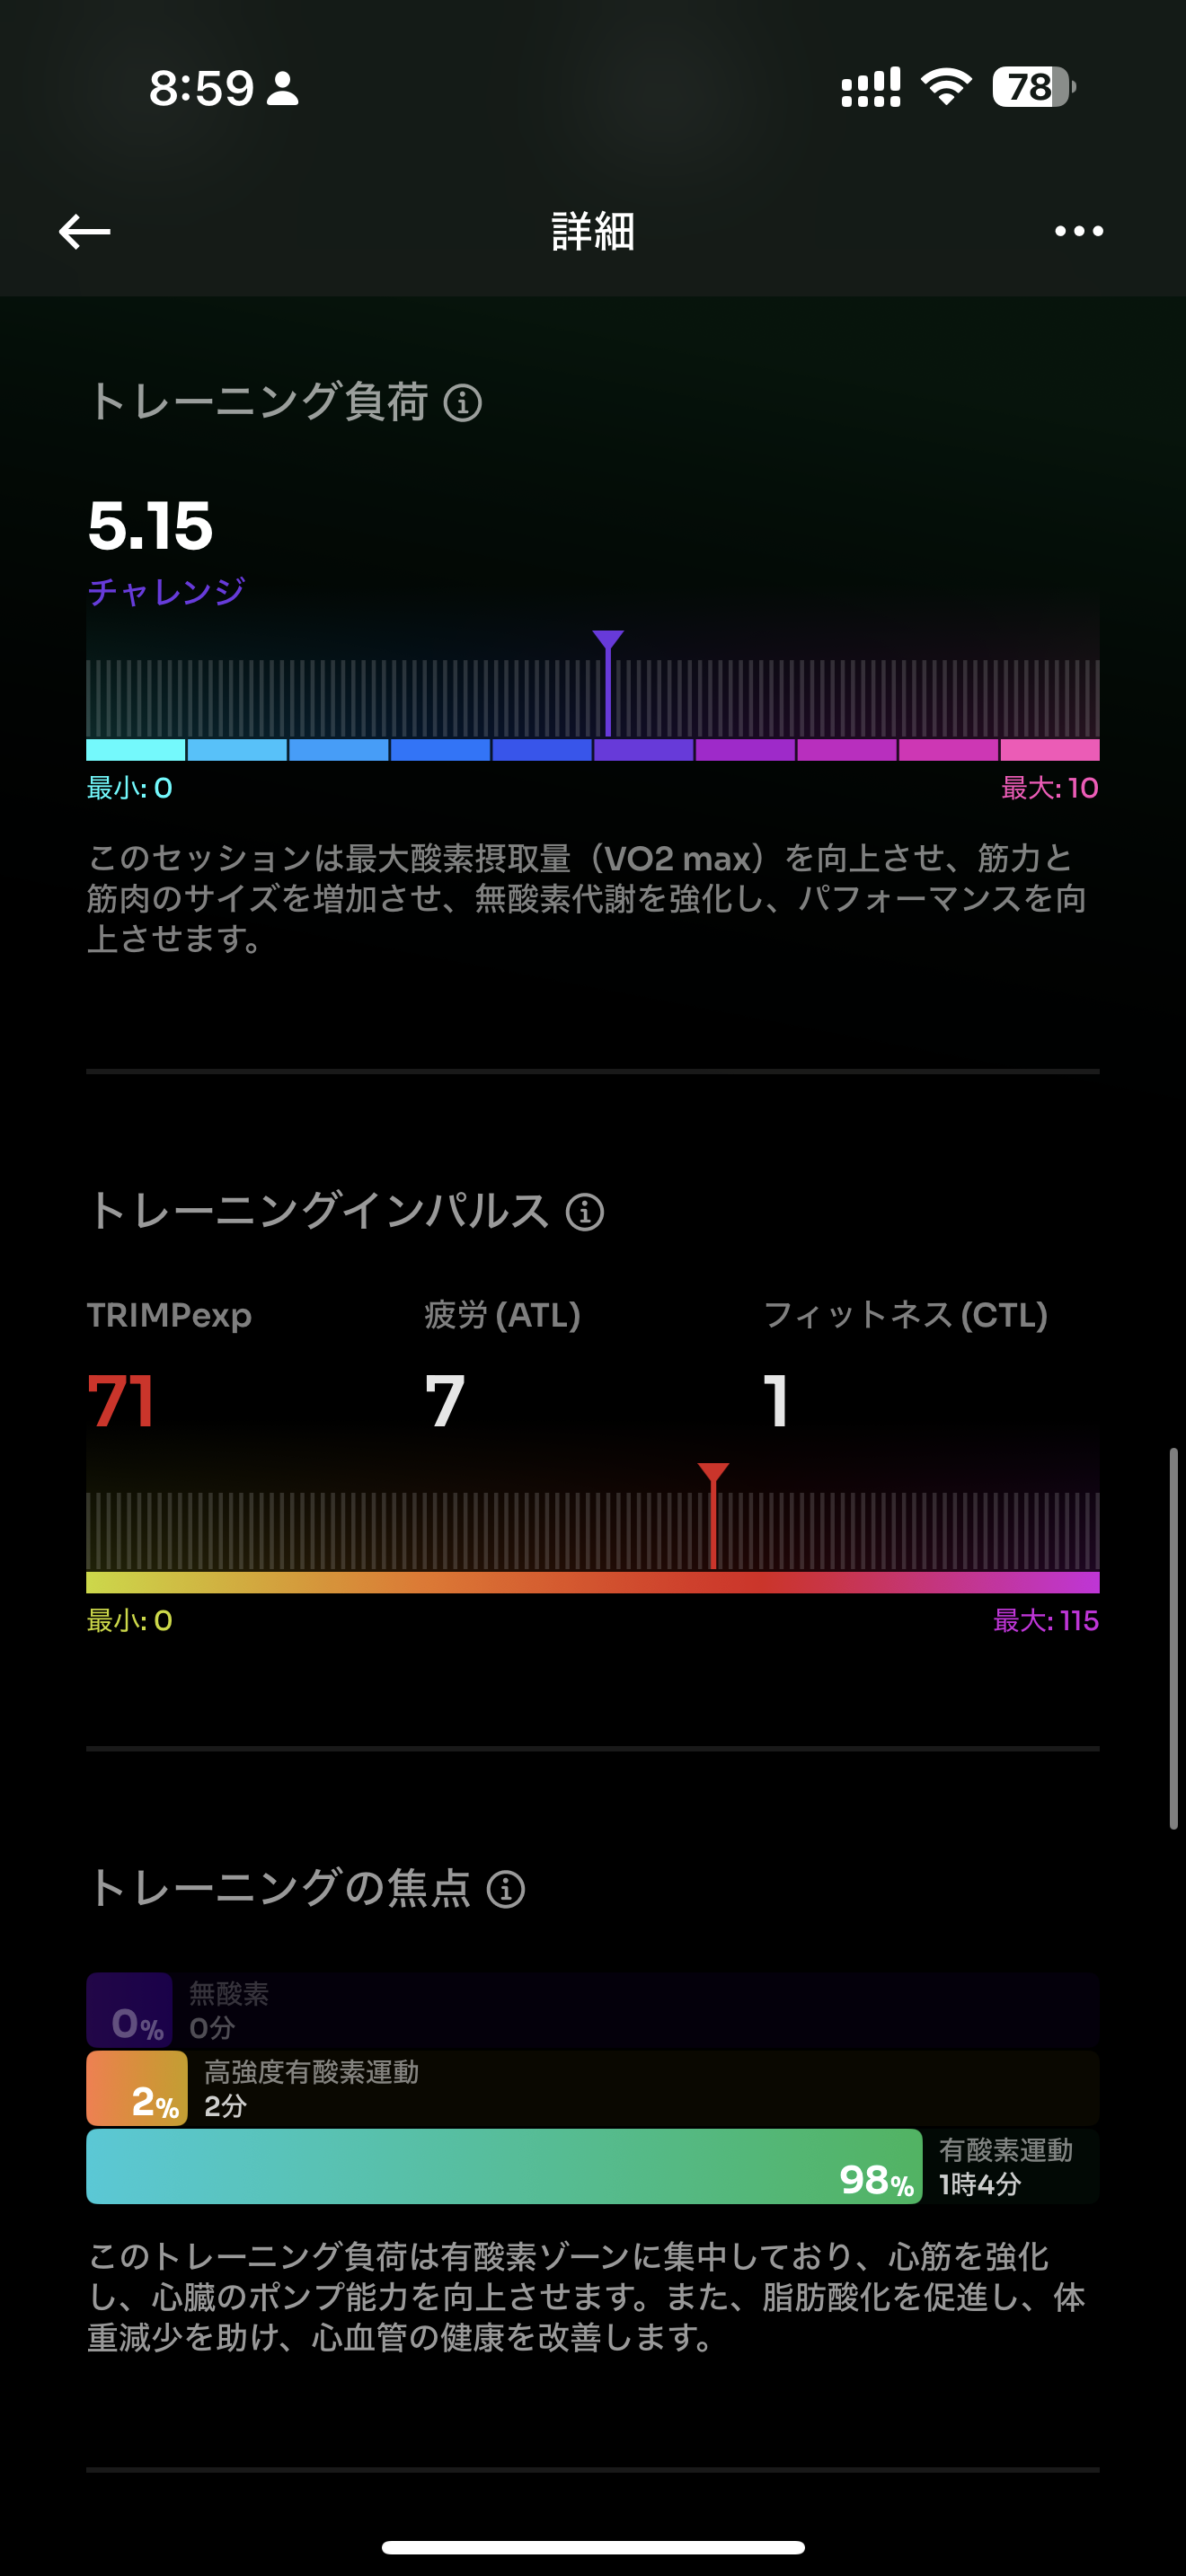 8:59
78
詳細
トレーニング負荷
5.15
チャレンジ
最小: 0
最大: 10
このセッションは最大酸素摂取量（VO2 max）を向上させ、筋力と
筋肉のサイズを増加させ、無酸素代謝を強化し、パフォーマンスを向
上させます。
トレーニングインパルス
TRIMPexp
疲労 (ATL)
フィットネス (CTL)
71
7
1
最小: 0
最大: 115
トレーニングの焦点
0%
無酸素
0分
2%
高強度有酸素運動
2分
98%
有酸素運動
1時4分
このトレーニング負荷は有酸素ゾーンに集中しており、心筋を強化
し、心臓のポンプ能力を向上させます。また、脂肪酸化を促進し、体
重減少を助け、心血管の健康を改善します。